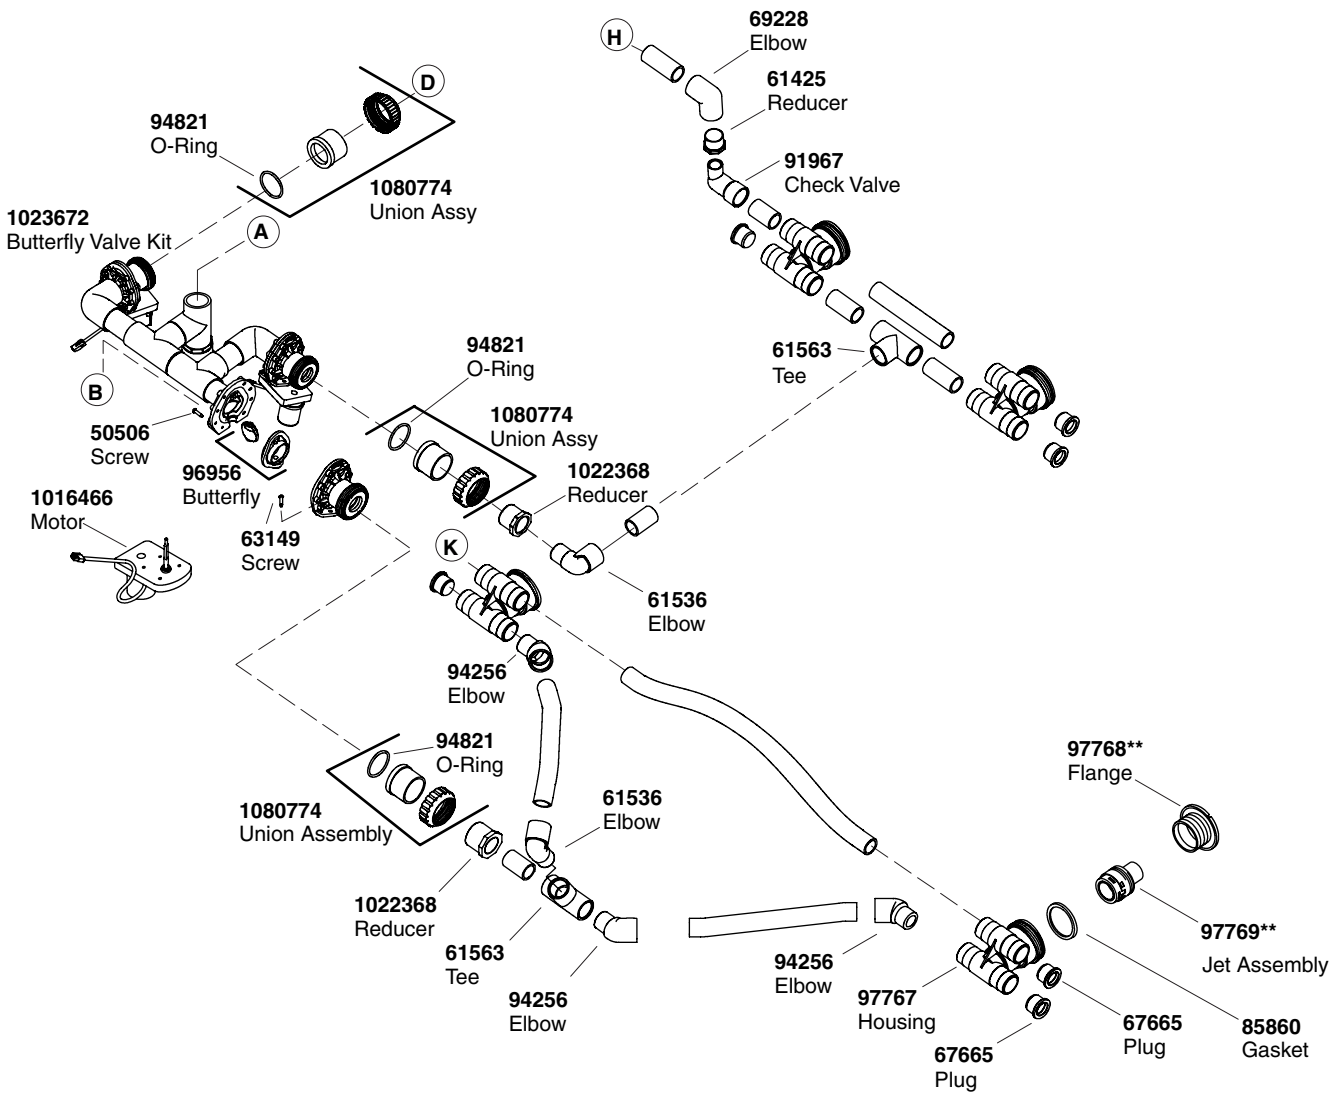 H
69228
Elbow
61425
Reducer
D
94821
O-Ring
91967
Check Valve
1080774
Union Assy
1023672
Butterfly Valve Kit
A
94821
O-Ring
61563
Tee
B
1080774
Union Assy
50506
Screw
96956
Butterfly
1022368
Reducer
1016466
Motor
63149
Screw
K
61536
Elbow
94256
Elbow
94821
O-Ring
97768**
Flange
1080774
Union Assembly
61536
Elbow
1022368
Reducer
61563
Tee
94256
Elbow
94256
Elbow
97769**
Jet Assembly
97767
Housing
67665
Plug
85860
Gasket
67665
Plug